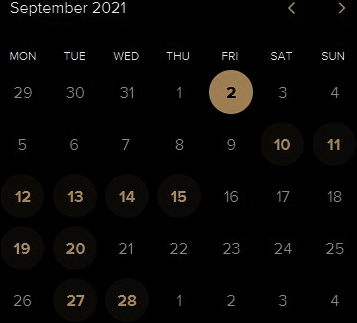 September 2021 < >
MON TUE WED THU FRI SAT SUN
29 30 31 1 2 3 4
5 6 7 8 9 10 11
12 13 14 15 16 17 18
19 20 21 22 23 24 25
26 27 28 1 2 3 4